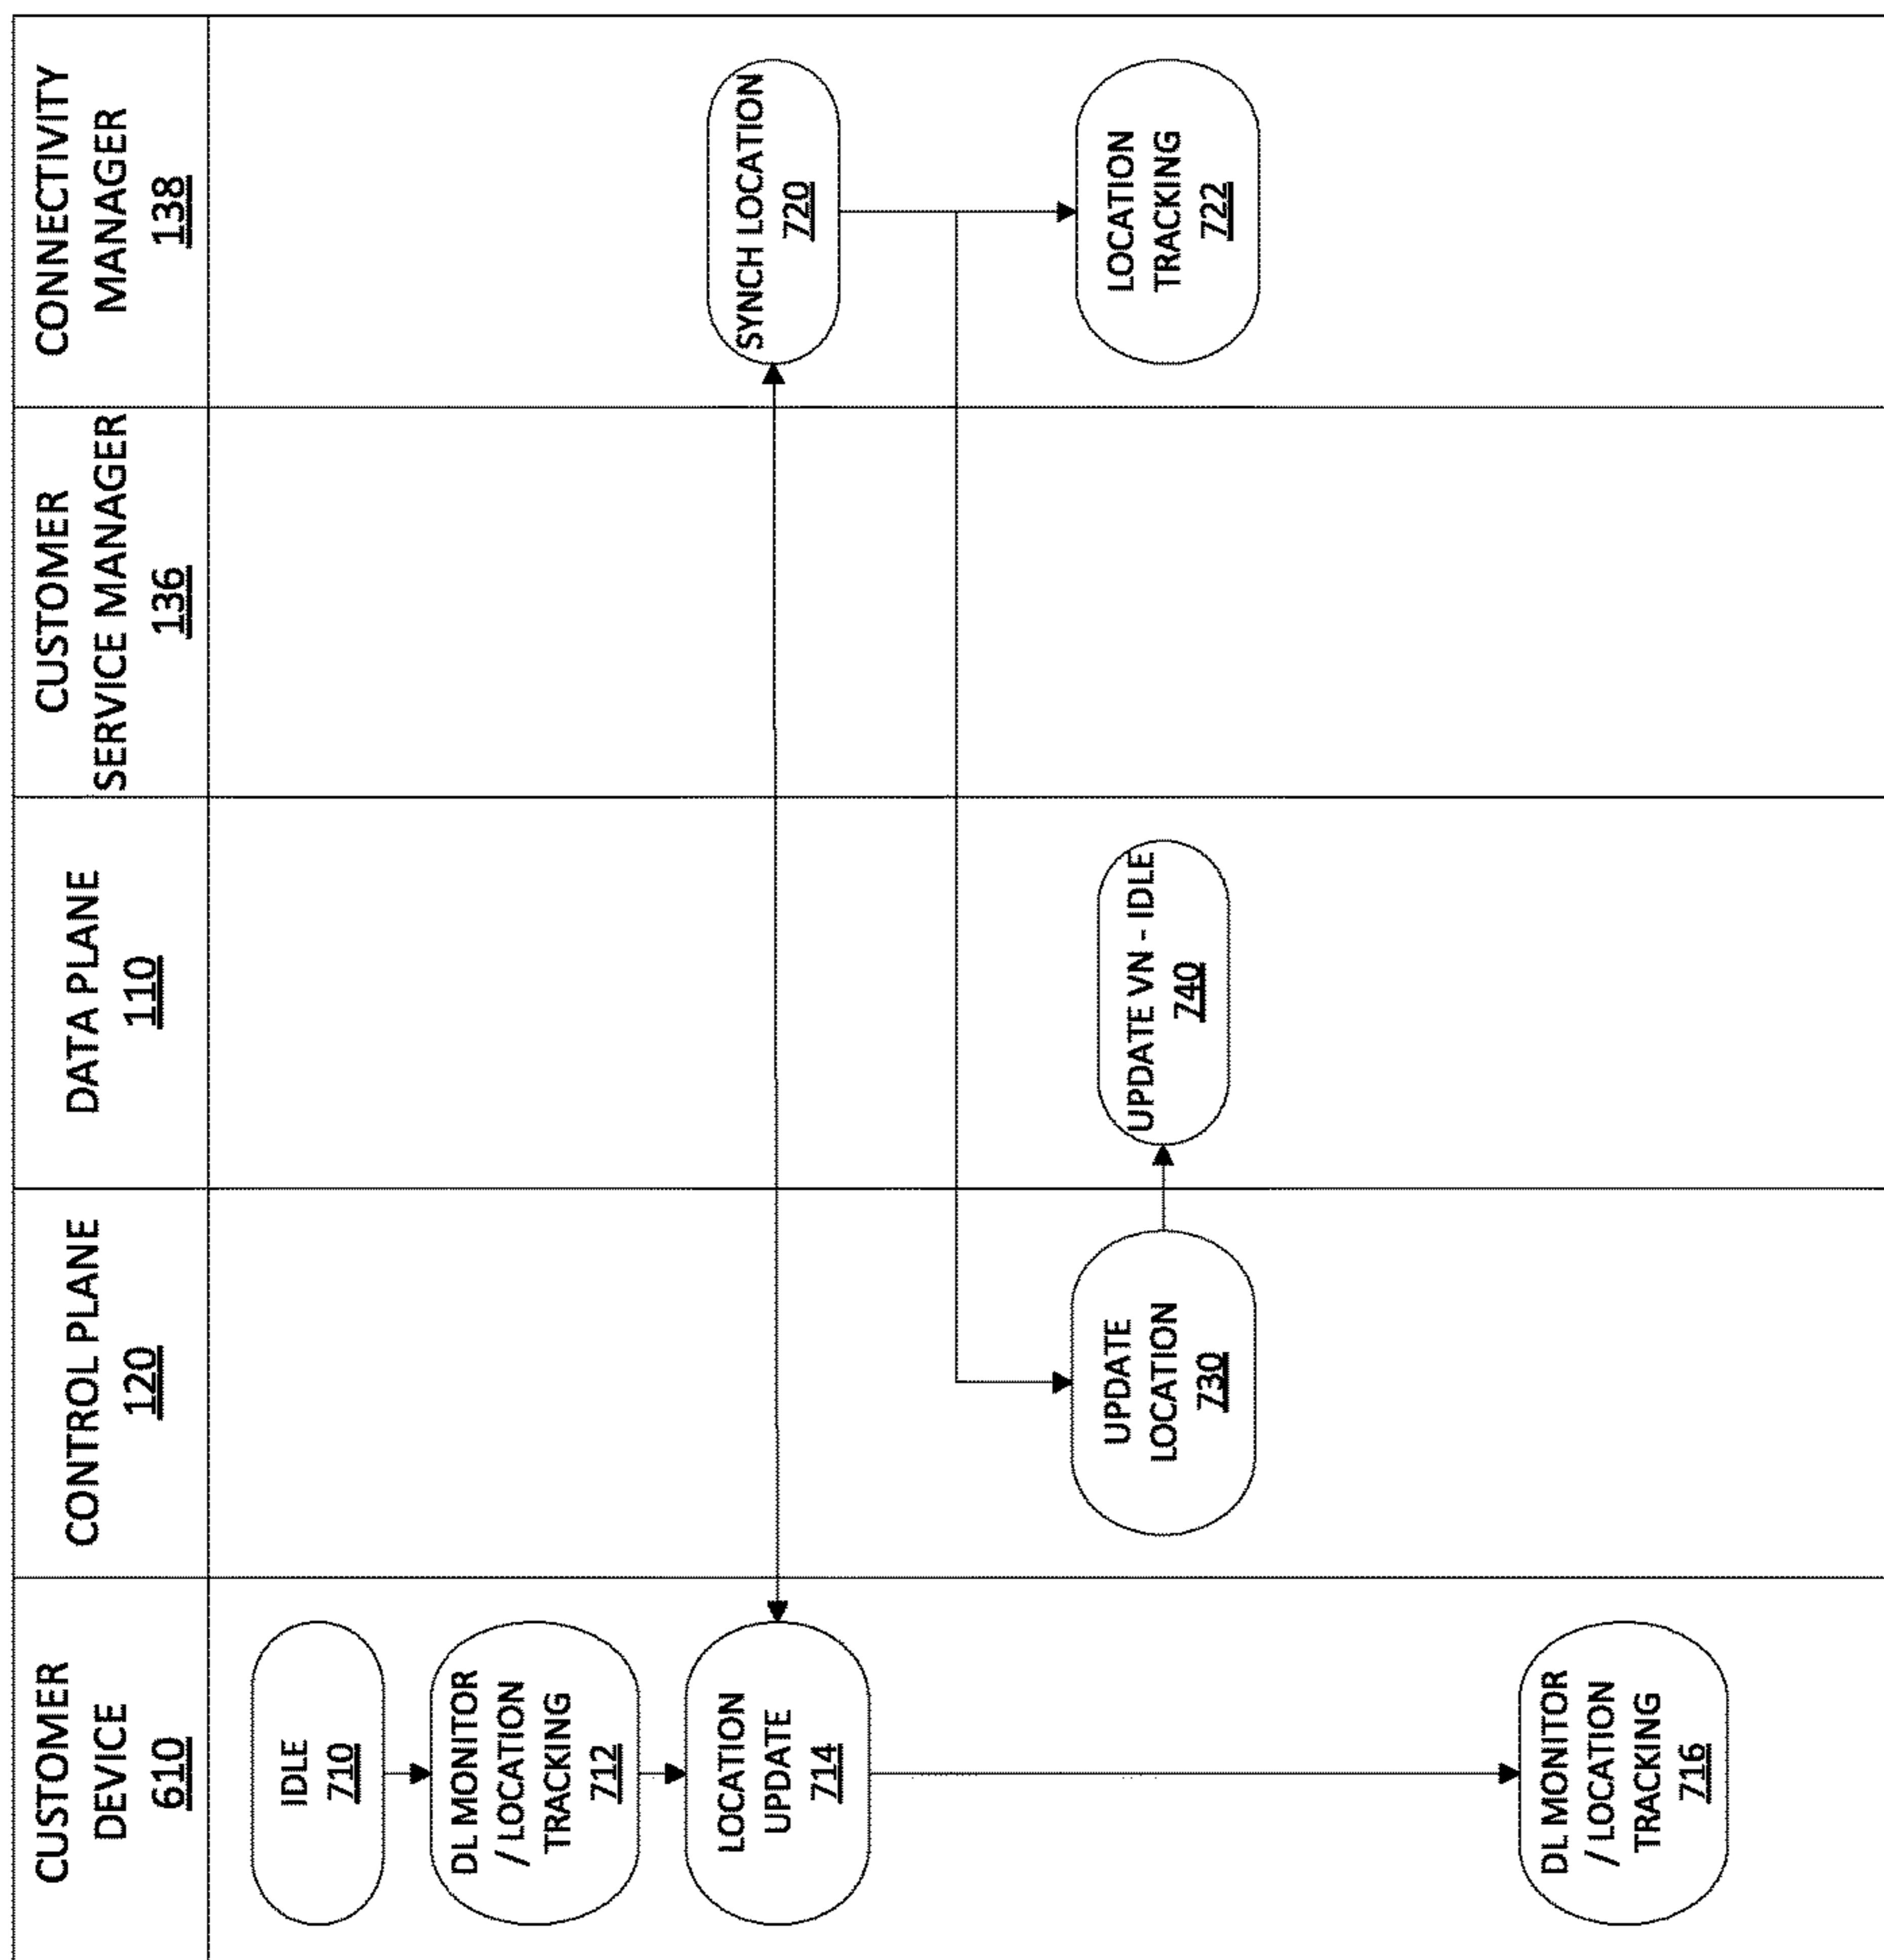 CUSTOMER
DEVICE
610
CONTROL PLANE
120
DATA PLANE
110
CUSTOMER
SERVICE MANAGER
136
CONNECTIVITY
MANAGER
138
IDLE
710
DL MONITOR
/ LOCATION
TRACKING
712
LOCATION
UPDATE
714
SYNCH LOCATION
720
UPDATE
LOCATION
730
UPDATE VN - IDLE
740
LOCATION
TRACKING
722
DL MONITOR
/ LOCATION
TRACKING
716